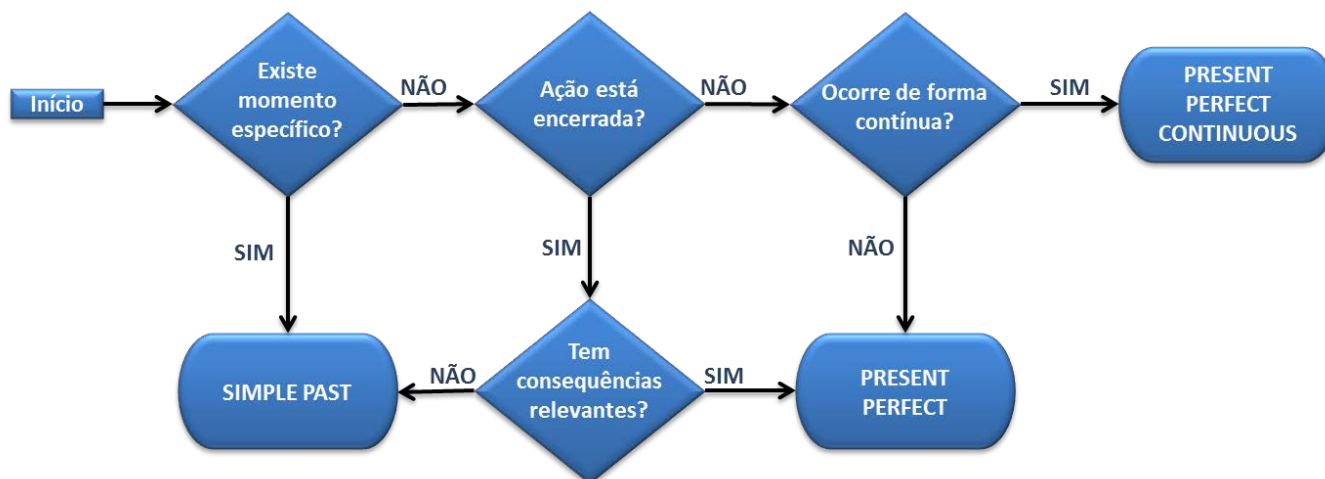 Início
Existe
momento
específico?
NÃO
Ação está
encerrada?
NÃO
Ocorre de forma
contínua?
SIM
PRESENT
PERFECT
CONTINUOUS
SIM
SIM
NÃO
SIMPLE PAST
NÃO
Tem
consequências
relevantes?
SIM
PRESENT
PERFECT